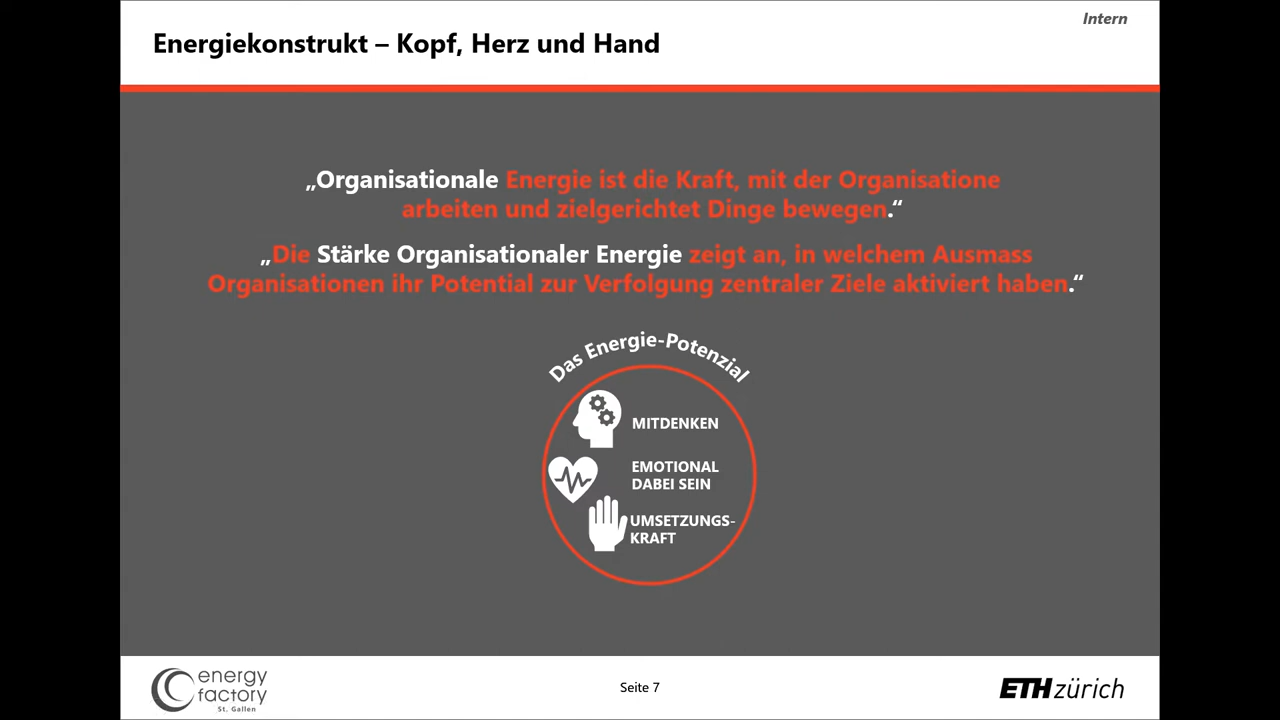 Intern
Energiekonstrukt – Kopf, Herz und Hand
„Organisationale Energie ist die Kraft, mit der Organisatione
arbeiten und zielgerichtet Dinge bewegen.“
„Die Stärke Organisationaler Energie zeigt an, in welchem Ausmass
Organisationen ihr Potential zur Verfolgung zentraler Ziele aktiviert haben.“
Das Energie-Potenzial
MITDENKEN
EMOTIONAL
DABEI SEIN
UMSETZUNGS-
KRAFT
energy
factory
St. Gallen
Seite 7
ETH zürich